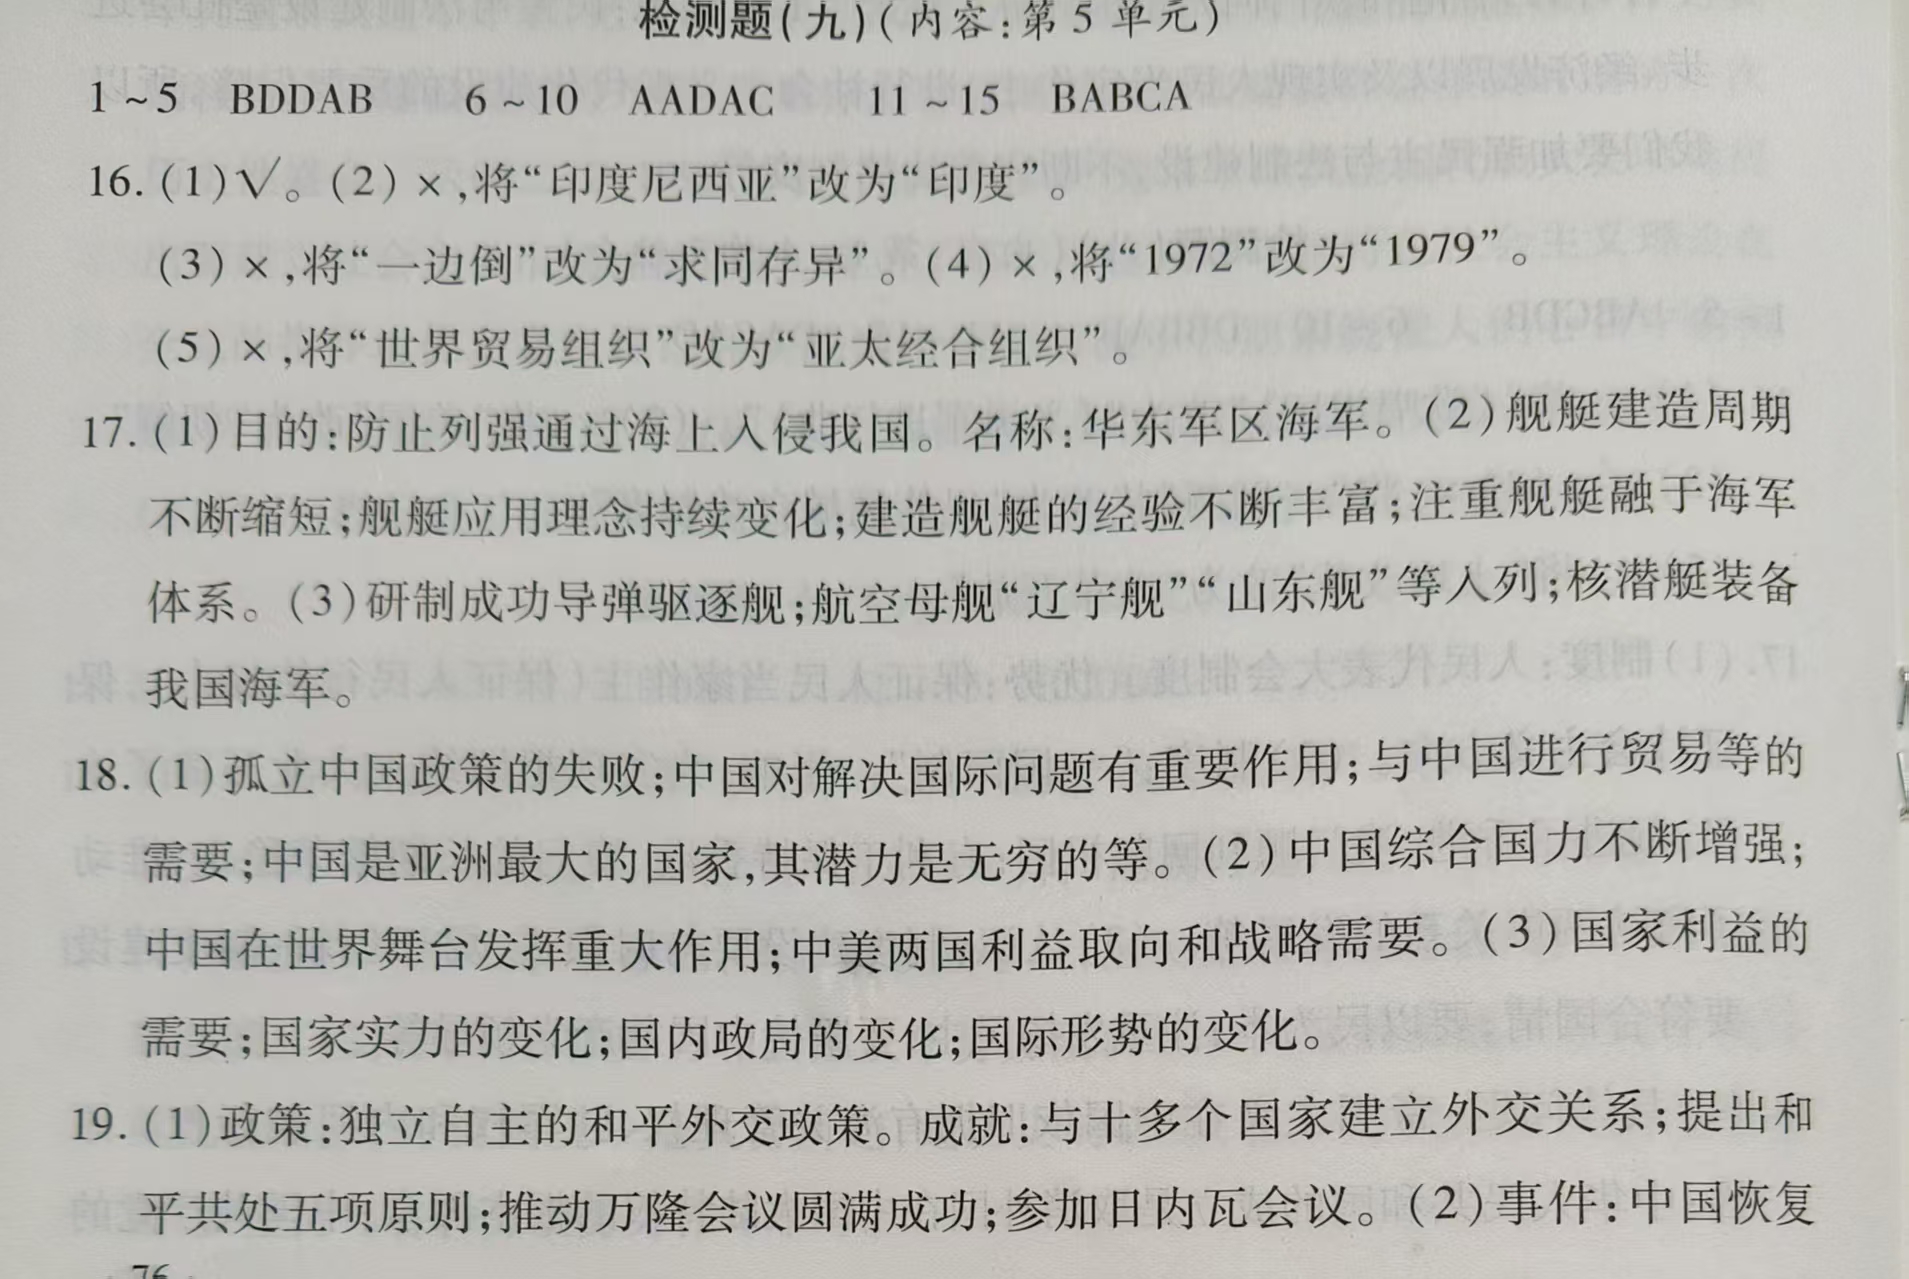 检测题(九)(内容:第5单元)
1~5 BDDAB 6~10 AADAC 11~15 BABCA
16.(1)√。(2)×,将“印度尼西亚”改为“印度”。
(3)×,将“一边倒”改为“求同存异”。(4)×,将“1972”改为“1979”。
(5)×,将“世界贸易组织”改为“亚太经合组织”。
17.(1)目的:防止列强通过海上入侵我国。名称:华东军区海军。(2)舰艇建造周期
不断缩短;舰艇应用理念持续变化;建造舰艇的经验不断丰富;注重舰艇融于海军
体系。(3)研制成功导弹驱逐舰;航空母舰“辽宁舰”“山东舰”等入列;核潜艇装备
我国海军。
18.(1)孤立中国政策的失败;中国对解决国际问题有重要作用;与中国进行贸易等的
需要;中国是亚洲最大的国家,其潜力是无穷的等。(2)中国综合国力不断增强;
中国在世界舞台发挥重大作用;中美两国利益取向和战略需要。(3)国家利益的
需要;国家实力的变化;国内政局的变化;国际形势的变化。
19.(1)政策:独立自主的和平外交政策。成就:与十多个国家建立外交关系;提出和
平共处五项原则;推动万隆会议圆满成功;参加日内瓦会议。(2)事件:中国恢复
· 76 ·